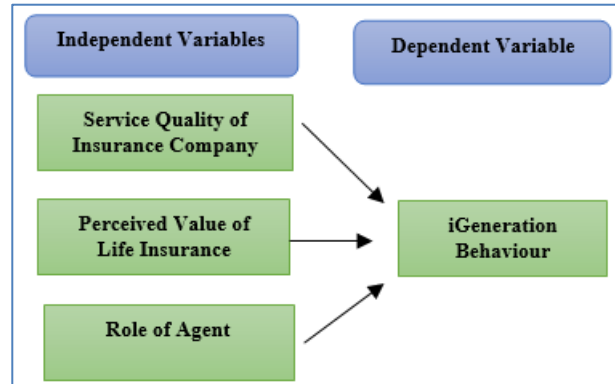 Independent Variables
Dependent Variable
Service Quality of
Insurance Company
Perceived Value of
Life Insurance
iGeneration
Behaviour
Role of Agent